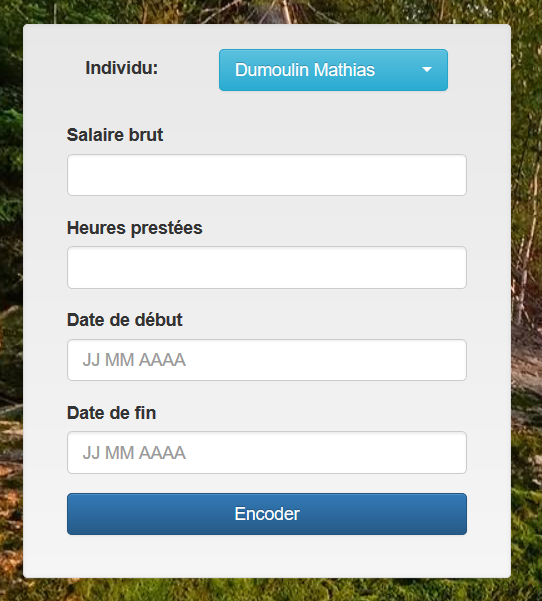 Individu:
Dumoulin Mathias
Salaire brut
Heures prestées
Date de début
JJ MM AAAA
Date de fin
JJ MM AAAA
Encoder